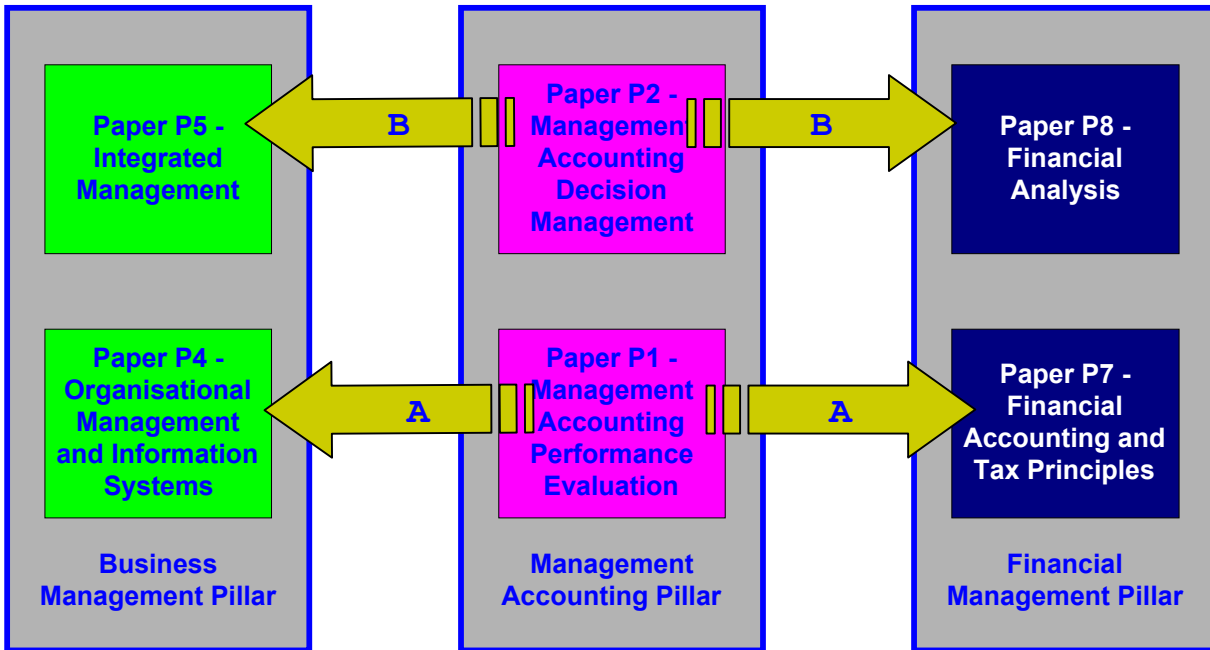 Paper P5 -
Integrated
Management
B
Paper P2 -
Management
Accounting
Decision
Management
B
Paper P8 -
Financial
Analysis
Paper P4 -
Organisational
Management
and Information
Systems
A
Paper P1 -
Management
Accounting
Performance
Evaluation
A
Paper P7 -
Financial
Accounting and
Tax Principles
Business
Management Pillar
Management
Accounting Pillar
Financial
Management Pillar